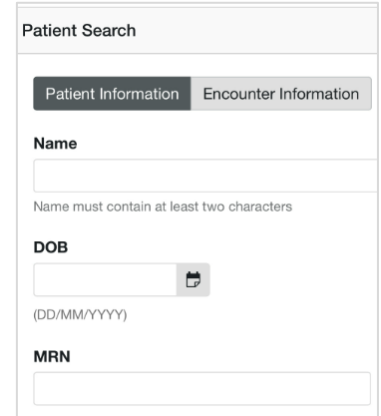 Patient Search
Patient Information Encounter Information
Name
Name must contain at least two characters
DOB
(DD/MM/YYYY)
MRN